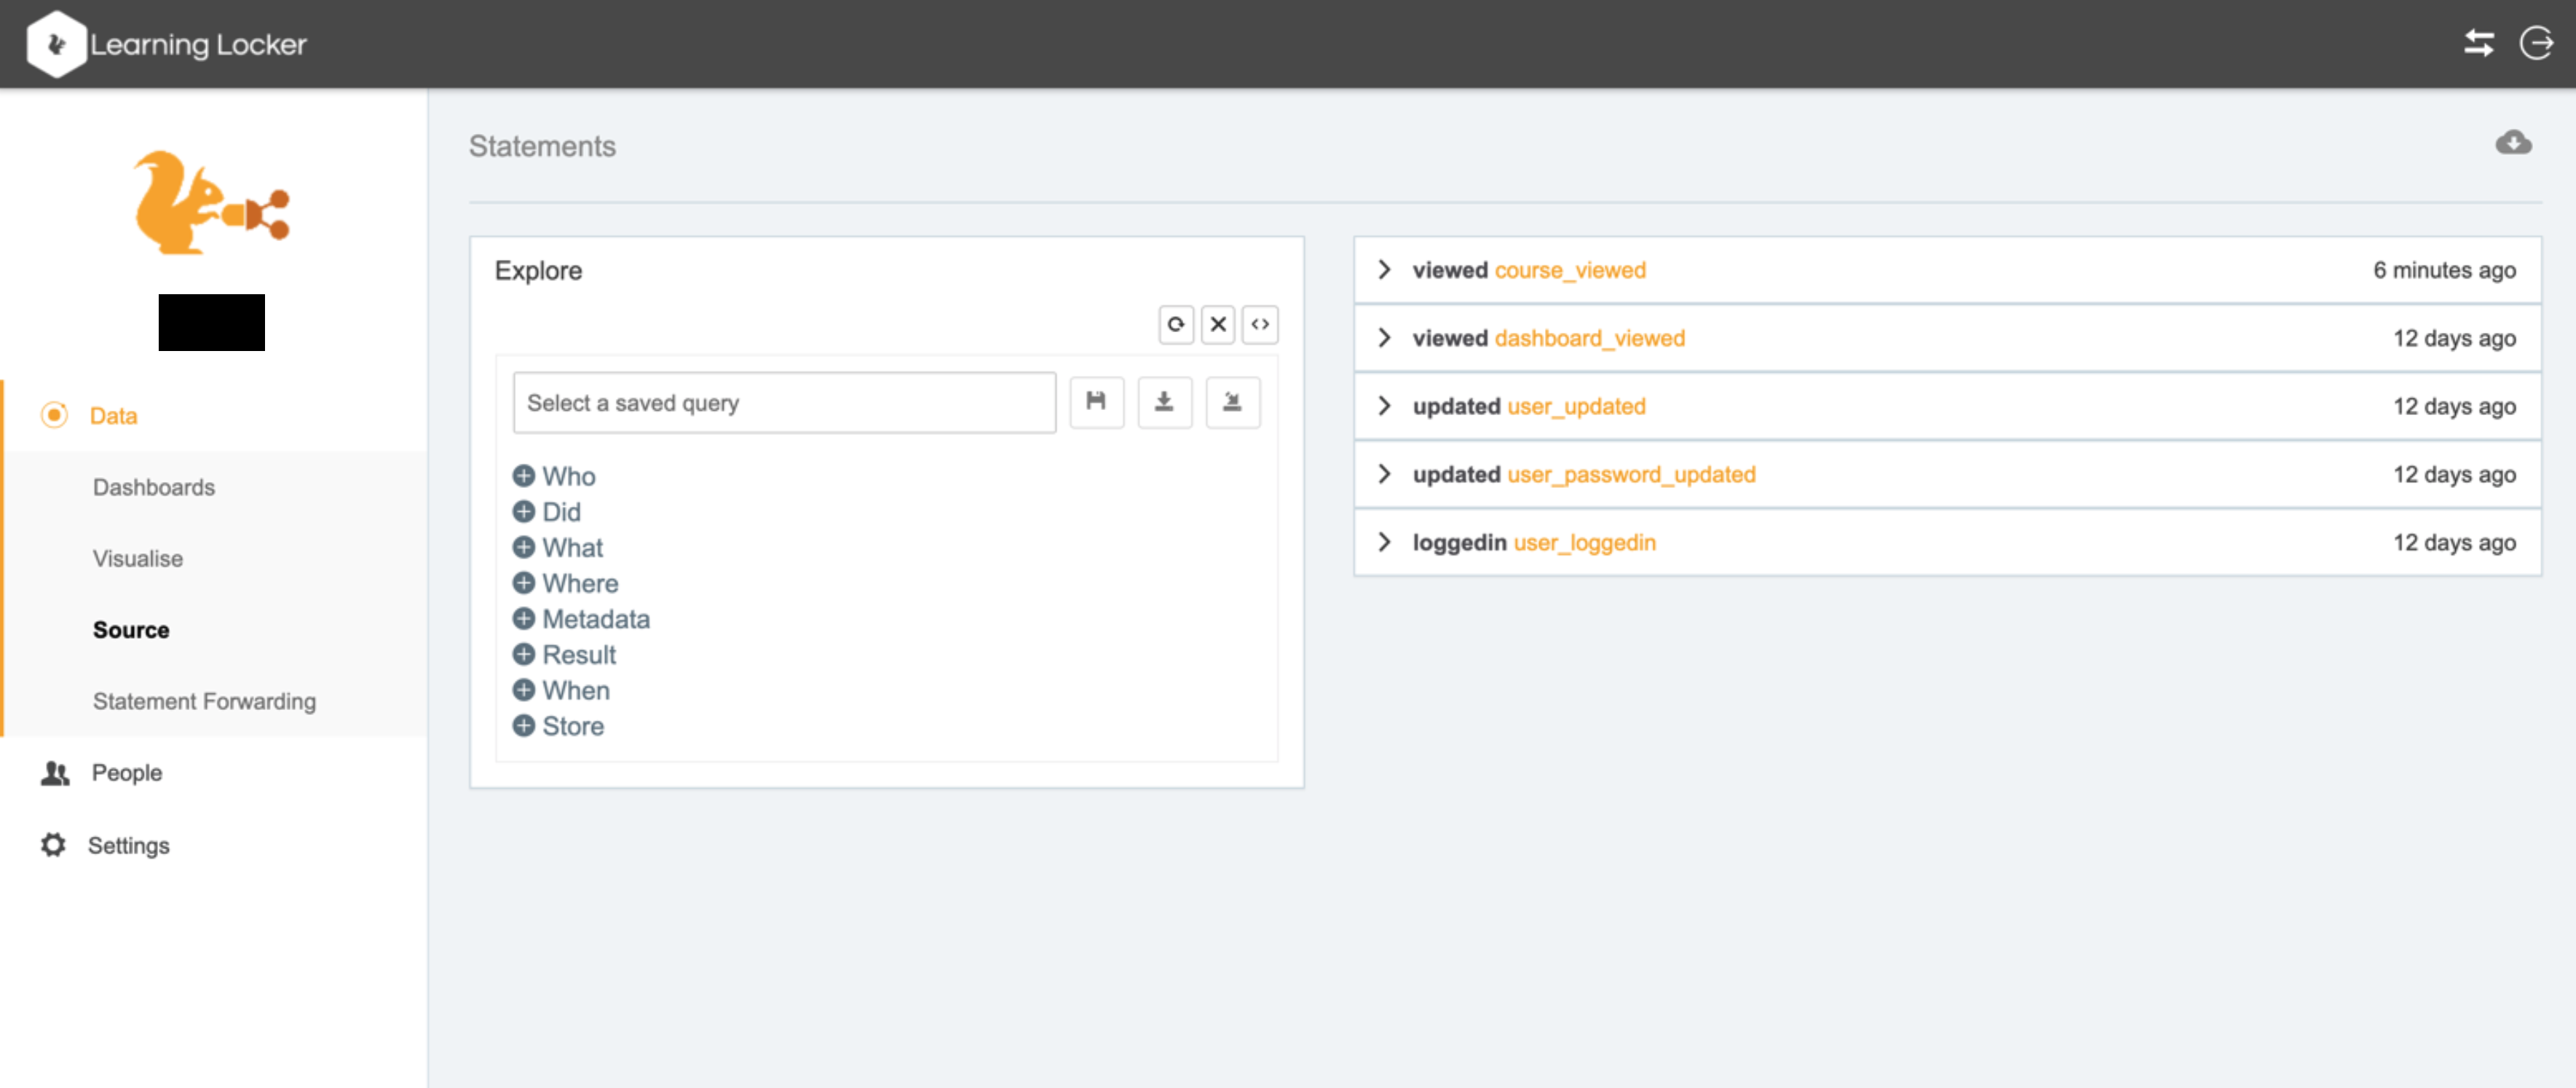 Learning Locker
Data
Dashboards
Visualise
Source
Statement Forwarding
People
Settings
Statements
Explore
Select a saved query
Who
Did
What
Where
Metadata
Result
When
Store
viewed course_viewed 6 minutes ago
viewed dashboard_viewed 12 days ago
updated user_updated 12 days ago
updated user_password_updated 12 days ago
loggedin user_loggedin 12 days ago